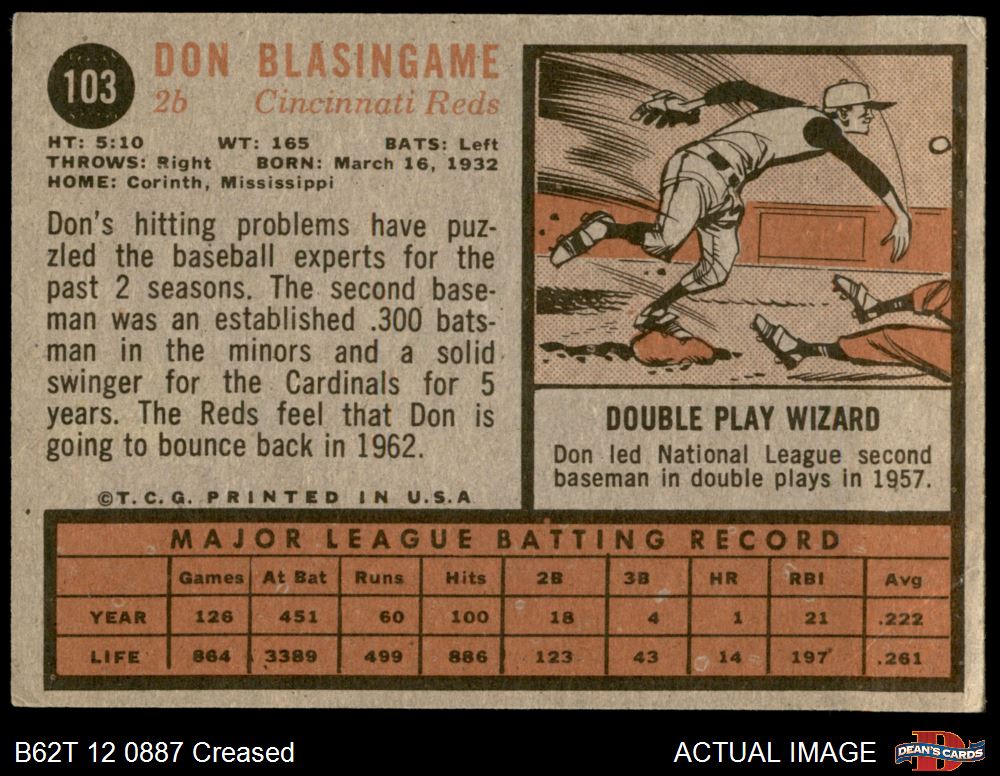 103
DON BLASINGAME
2b Cincinnati Reds
HT: 5:10 WT: 165 BATS: Left
THROWS: Right BORN: March 16, 1932
HOME: Corinth, Mississippi
Don's hitting problems have puz-
zled the baseball experts for the
past 2 seasons. The second base-
man was an established .300 bats-
man in the minors and a solid
swinger for the Cardinals for 5
years. The Reds feel that Don is
going to bounce back in 1962.
©T.C.G. PRINTED IN U.S.A
DOUBLE PLAY WIZARD
Don led National League second
baseman in double plays in 1957.
MAJOR LEAGUE BATTING RECORD
Games At Bat Runs Hits 2B 3B HR RBI Avg
YEAR 126 451 60 100 18 4 1 21 .222
LIFE 864 3389 499 886 123 43 14 197 .261
B62T 12 0887 Creased
ACTUAL IMAGE
D
DEAN'S CARDS